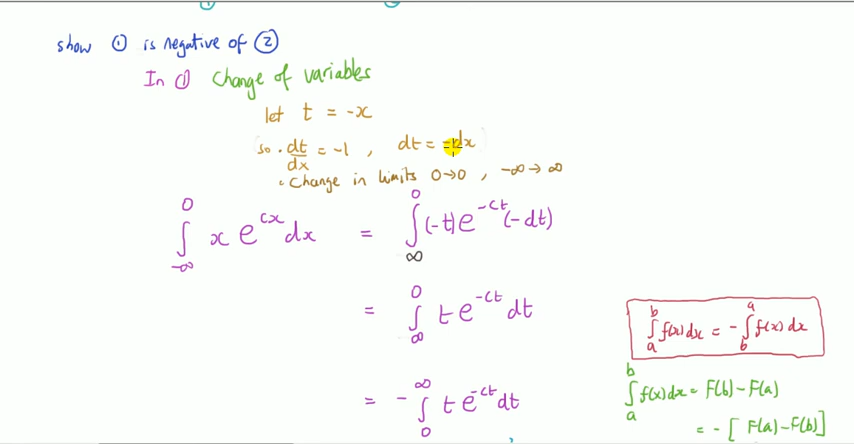 ① ②
show ① is negative of ②
In ① change of variables
let t = -x
so . dt/dx = -1 , dt = -dx
. Change in limits 0→0 , -∞→∞
∫_{-∞}^{0} x e^{cx} dx = ∫_{∞}^{0} (-t) e^{-ct} (-dt)
= ∫_{∞}^{0} t e^{-ct} dt
∫_{a}^{b} f(x) dx = - ∫_{b}^{a} f(x) dx
∫_{a}^{b} f(x) dx = F(b) - F(a)
= - ∫_{0}^{∞} t e^{-ct} dt
= - [ F(a) - F(b) ]